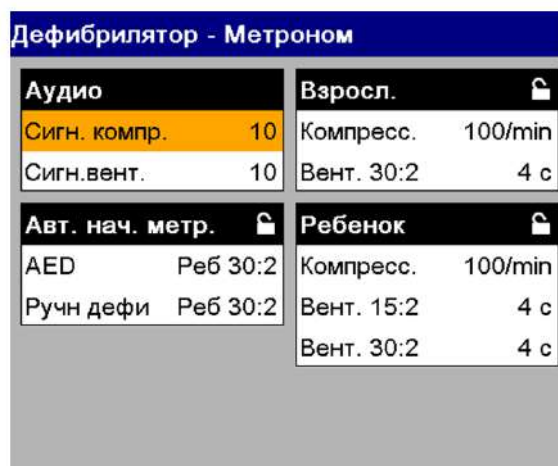 Дефибрилятор - Метроном
Аудио
Сигн. компр. 10
Сигн.вент. 10
Взросл.
Компресс. 100/min
Вент. 30:2 4 с
Авт. нач. метр.
AED Реб 30:2
Ручн дефи Реб 30:2
Ребенок
Компресс. 100/min
Вент. 15:2 4 с
Вент. 30:2 4 с